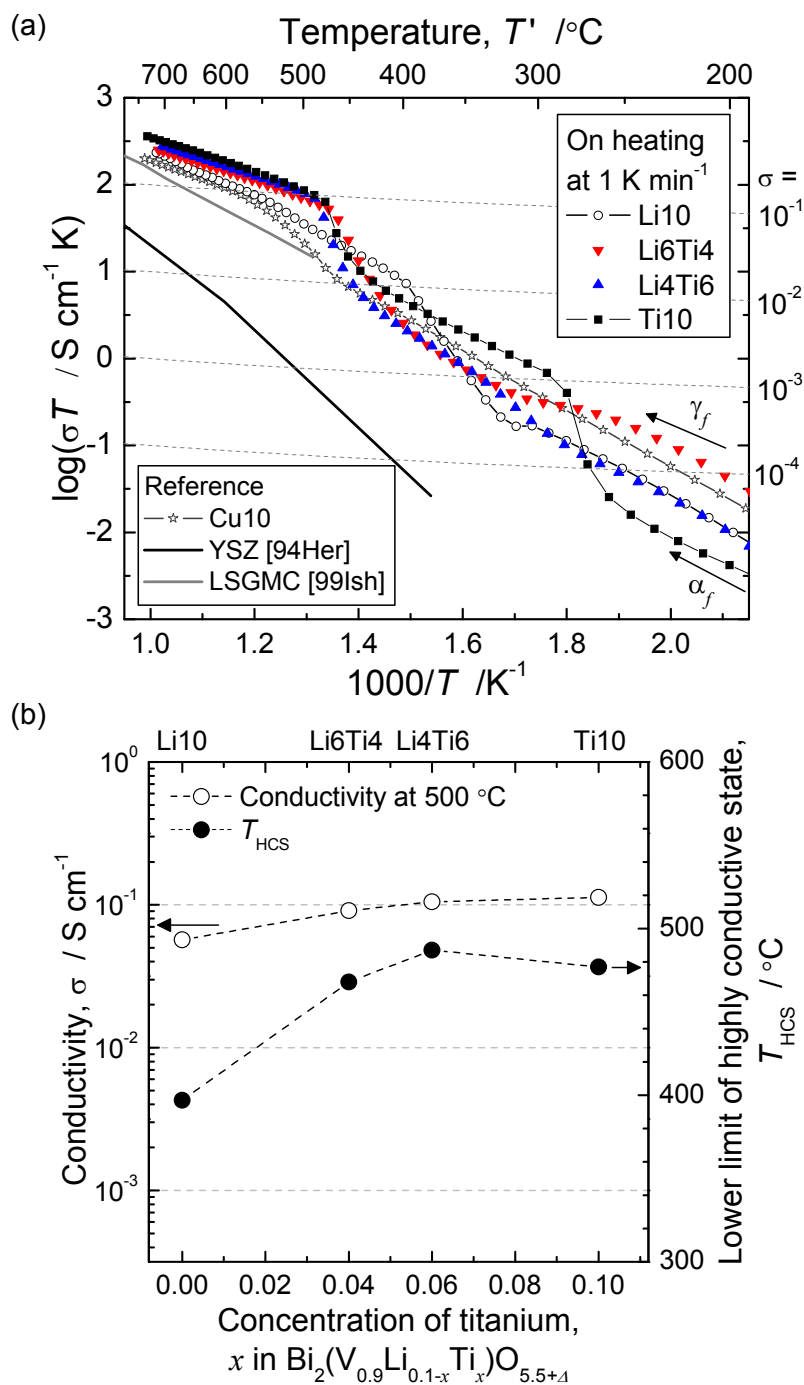 (a)
Temperature, T' /°C
700 600 500 400 300 200
3
2
1
0
-1
-2
-3
log(σT / S cm⁻¹ K)
On heating
at 1 K min⁻¹
Li10
Li6Ti4
Li4Ti6
Ti10
σ =
10⁻¹
10⁻²
10⁻³
10⁻⁴
γf
αf
Reference
Cu10
YSZ [94Her]
LSGMC [99Ish]
1.0 1.2 1.4 1.6 1.8 2.0
1000/T /K⁻¹
(b)
Li10 Li6Ti4 Li4Ti6 Ti10
10⁰
10⁻¹
10⁻²
10⁻³
Conductivity, σ / S cm⁻¹
Conductivity at 500 °C
T_HCS
600
500
400
300
Lower limit of highly conductive state,
T_HCS / °C
0.00 0.02 0.04 0.06 0.08 0.10
Concentration of titanium,
x in Bi₂(V₀.₉Li₀.₁₋ₓTiₓ)O₅.₅₊Δ